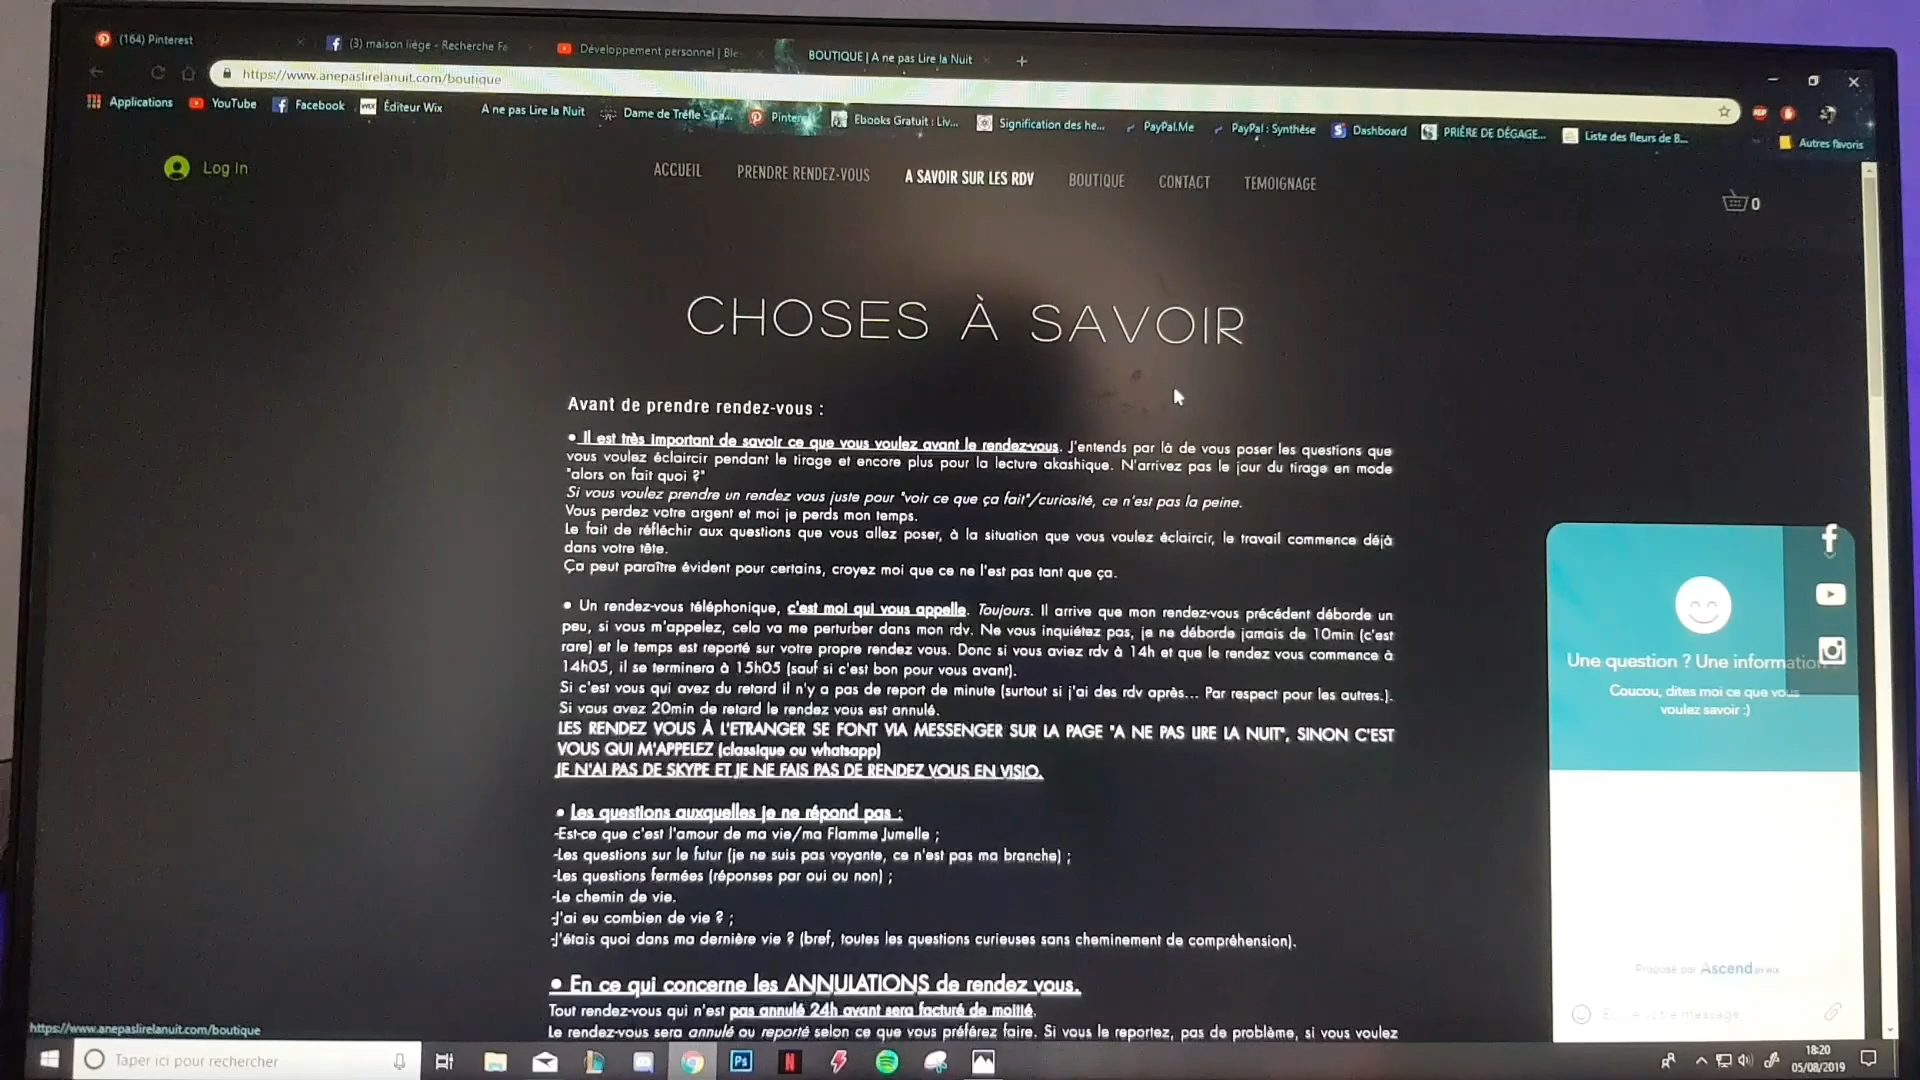 (164) Pinterest
(3) maison liège - Recherche Fa
Développement personnel | Ble
BOUTIQUE | A ne pas Lire la Nuit
https://www.anepaslirelanuit.com/boutique
Applications
YouTube
Facebook
WIX Éditeur Wix
A ne pas Lire la Nuit
Dame de Trèfle - Ca...
Pinterest
Ebooks Gratuit : Liv...
Signification des he...
PayPal.Me
PayPal : Synthèse
S Dashboard
PRIÈRE DE DÉGAGE...
Liste des fleurs de B...
Autres favoris
Log In
ACCUEIL
PRENDRE RENDEZ-VOUS
A SAVOIR SUR LES RDV
BOUTIQUE
CONTACT
TEMOIGNAGE
0
CHOSES À SAVOIR
Avant de prendre rendez-vous :
• Il est très important de savoir ce que vous voulez avant le rendez-vous. J'entends par là de vous poser les questions que
vous voulez éclaircir pendant le tirage et encore plus pour la lecture akashique. N'arrivez pas le jour du tirage en mode
"alors on fait quoi ?"
Si vous voulez prendre un rendez vous juste pour "voir ce que ça fait"/curiosité, ce n'est pas la peine.
Vous perdez votre argent et moi je perds mon temps.
Le fait de réfléchir aux questions que vous allez poser, à la situation que vous voulez éclaircir, le travail commence déjà
dans votre tête.
Ça peut paraître évident pour certains, croyez moi que ce ne l'est pas tant que ça.
• Un rendez-vous téléphonique, c'est moi qui vous appelle. Toujours. Il arrive que mon rendez-vous précédent déborde un
peu, si vous m'appelez, cela va me perturber dans mon rdv. Ne vous inquiétez pas, je ne déborde jamais de 10min (c'est
rare) et le temps est reporté sur votre propre rendez vous. Donc si vous aviez rdv à 14h et que le rendez vous commence à
14h05, il se terminera à 15h05 (sauf si c'est bon pour vous avant).
Si c'est vous qui avez du retard il n'y a pas de report de minute (surtout si j'ai des rdv après... Par respect pour les autres.).
Si vous avez 20min de retard le rendez vous est annulé.
LES RENDEZ VOUS À L'ETRANGER SE FONT VIA MESSENGER SUR LA PAGE "A NE PAS LIRE LA NUIT", SINON C'EST
VOUS QUI M'APPELEZ (classique ou whatsapp)
JE N'AI PAS DE SKYPE ET JE NE FAIS PAS DE RENDEZ VOUS EN VISIO.
• Les questions auxquelles je ne répond pas :
-Est-ce que c'est l'amour de ma vie/ma Flamme Jumelle ;
-Les questions sur le futur (je ne suis pas voyante, ce n'est pas ma branche) ;
-Les questions fermées (réponses par oui ou non) ;
-Le chemin de vie.
-J'ai eu combien de vie ? ;
-J'étais quoi dans ma dernière vie ? (bref, toutes les questions curieuses sans cheminement de compréhension).
• En ce qui concerne les ANNULATIONS de rendez vous.
Tout rendez-vous qui n'est pas annulé 24h avant sera facturé de moitié.
Le rendez-vous sera annulé ou reporté selon ce que vous préférez faire. Si vous le reportez, pas de problème, si vous voulez
Une question ? Une information
Coucou, dites moi ce que vous
voulez savoir :)
Proposé par Ascend BY WIX
Écrire votre message
https://www.anepaslirelanuit.com/boutique
Taper ici pour rechercher
Ps
N
18:20
05/08/2019